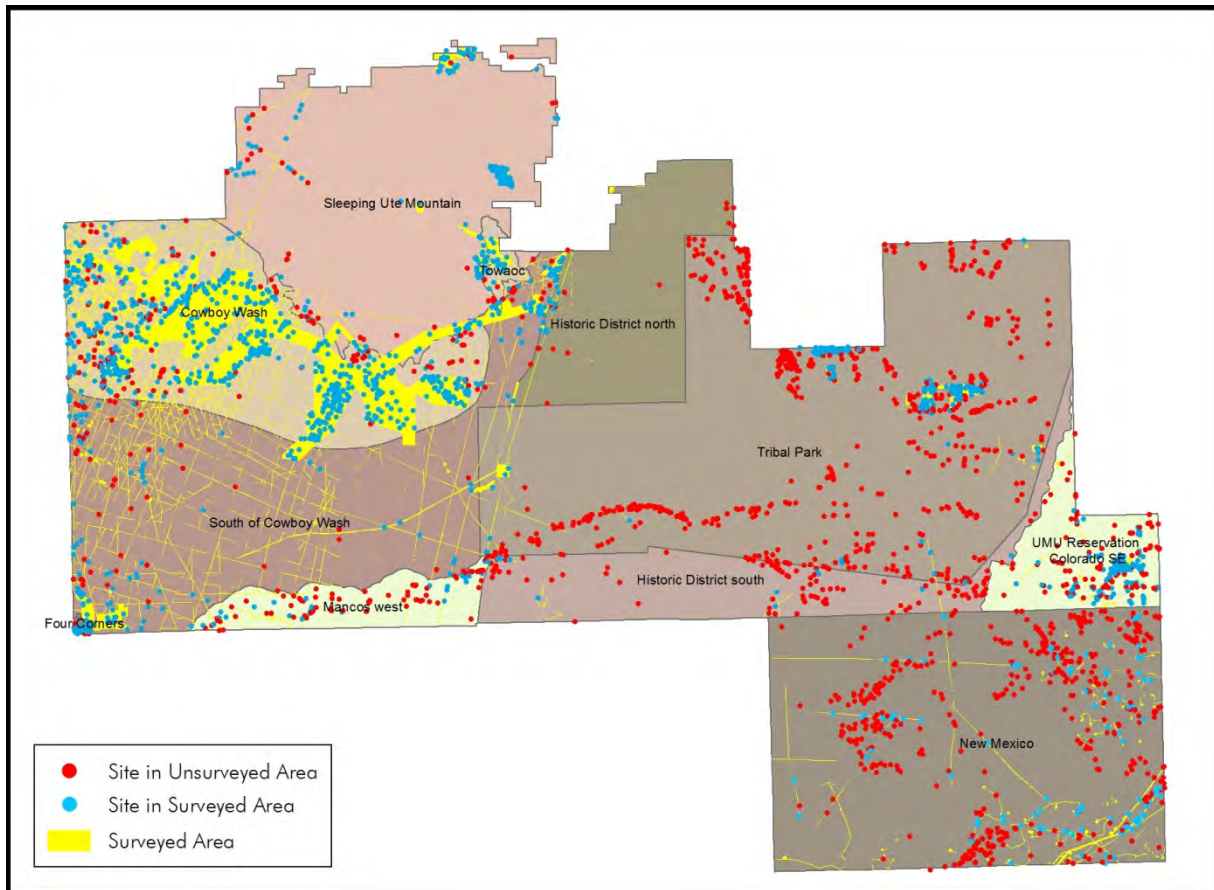 Sleeping Ute Mountain
Towaoc
Cowboy Wash
Historic District north
Tribal Park
South of Cowboy Wash
UMU Reservation
Colorado SE
Historic District south
Mancos west
Four Corners
New Mexico
Site in Unsurveyed Area
Site in Surveyed Area
Surveyed Area